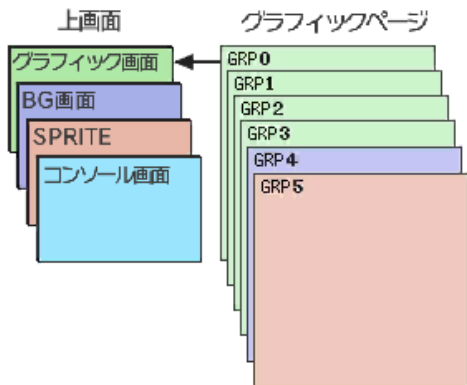 上画面
グラフィック画面
BG画面
SPRITE
コンソール画面
グラフィックページ
GRP0
GRP1
GRP2
GRP3
GRP4
GRP5